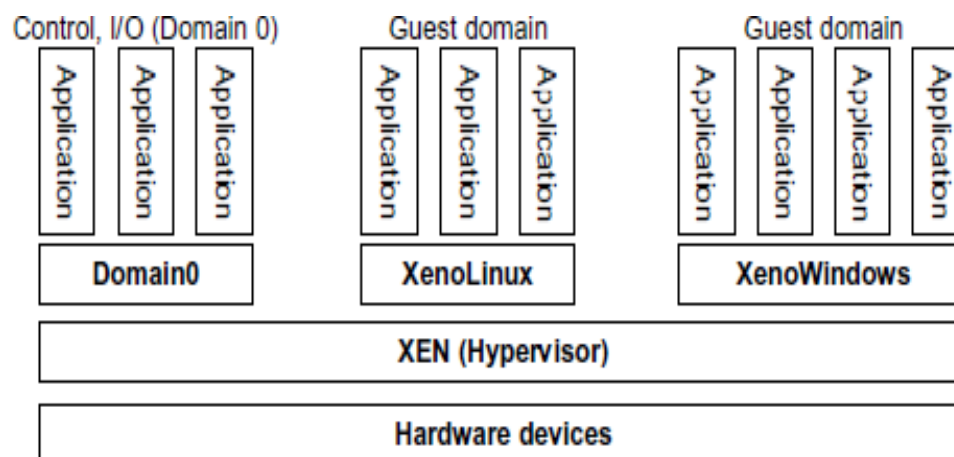 Control, I/O (Domain 0) Guest domain Guest domain
Application Application Application Application Application Application Application Application Application Application
Domain0 XenoLinux XenoWindows
XEN (Hypervisor)
Hardware devices